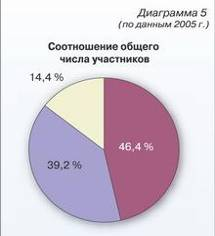 Диаграмма 5
(по данным 2005 г.)
Соотношение общего
числа участников
14,4 %
46,4 %
39,2 %